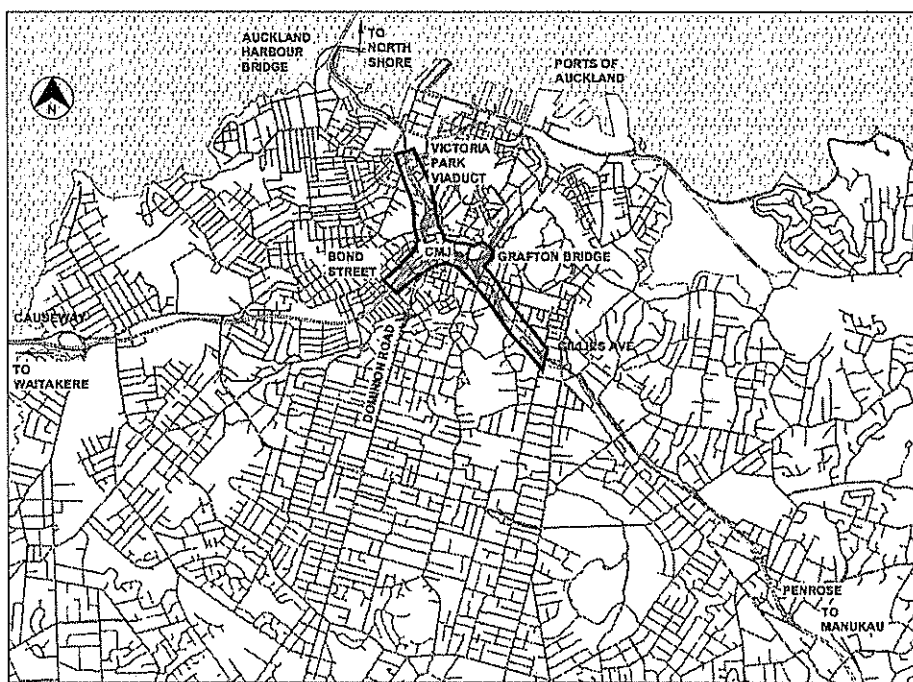 AUCKLAND
HARBOUR
BRIDGE
TO
NORTH
SHORE
PORTS OF
AUCKLAND
N
VICTORIA
PARK
VIADUCT
BOND
STREET
CMJ
GRAFTON BRIDGE
CAUSEWAY
TO
WAITAKERE
DOMINION ROAD
GILLIES AVE
PENROSE
TO
MANUKAU